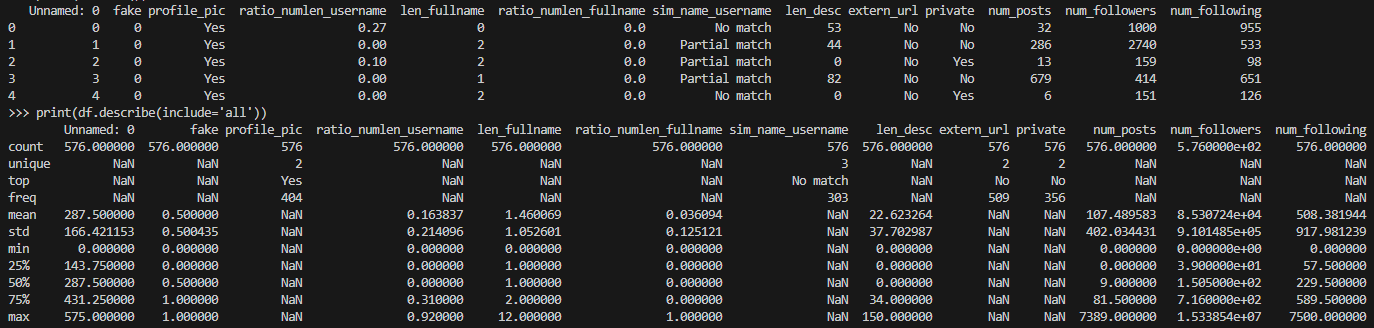 Unnamed: 0 fake profile_pic ratio_numlen_username len_fullname ratio_numlen_fullname sim_name_username len_desc extern_url private num_posts num_followers num_following
0 0 0 Yes 0.27 0 0.0 No match 53 No No 32 1000 955
1 1 0 Yes 0.00 2 0.0 Partial match 44 No No 286 2740 533
2 2 0 Yes 0.10 2 0.0 Partial match 0 No Yes 13 159 98
3 3 0 Yes 0.00 1 0.0 Partial match 82 No No 679 414 651
4 4 0 Yes 0.00 2 0.0 No match 0 No Yes 6 151 126
>>> print(df.describe(include='all'))
Unnamed: 0 fake profile_pic ratio_numlen_username len_fullname ratio_numlen_fullname sim_name_username len_desc extern_url private num_posts num_followers num_following
count 576.000000 576.000000 576 576.000000 576.000000 576.000000 576 576.000000 576 576 576.000000 5.760000e+02 576.000000
unique NaN NaN 2 NaN NaN NaN 3 NaN 2 2 NaN NaN NaN
top NaN NaN Yes NaN NaN NaN No match NaN No No NaN NaN NaN
freq NaN NaN 404 NaN NaN NaN 303 NaN 509 356 NaN NaN NaN
mean 287.500000 0.500000 NaN 0.163837 1.460069 0.036094 NaN 22.623264 NaN NaN 107.489583 8.530724e+04 508.381944
std 166.421153 0.500435 NaN 0.214096 1.052601 0.125121 NaN 37.702987 NaN NaN 402.034431 9.101485e+05 917.981239
min 0.000000 0.000000 NaN 0.000000 0.000000 0.000000 NaN 0.000000 NaN NaN 0.000000 0.000000e+00 0.000000
25% 143.750000 0.000000 NaN 0.000000 1.000000 0.000000 NaN 0.000000 NaN NaN 0.000000 3.900000e+01 57.500000
50% 287.500000 0.500000 NaN 0.000000 1.000000 0.000000 NaN 0.000000 NaN NaN 9.000000 1.505000e+02 229.500000
75% 431.250000 1.000000 NaN 0.310000 2.000000 0.000000 NaN 34.000000 NaN NaN 81.500000 7.160000e+02 589.500000
max 575.000000 1.000000 NaN 0.920000 12.000000 1.000000 NaN 150.000000 NaN NaN 7389.000000 1.533854e+07 7500.000000